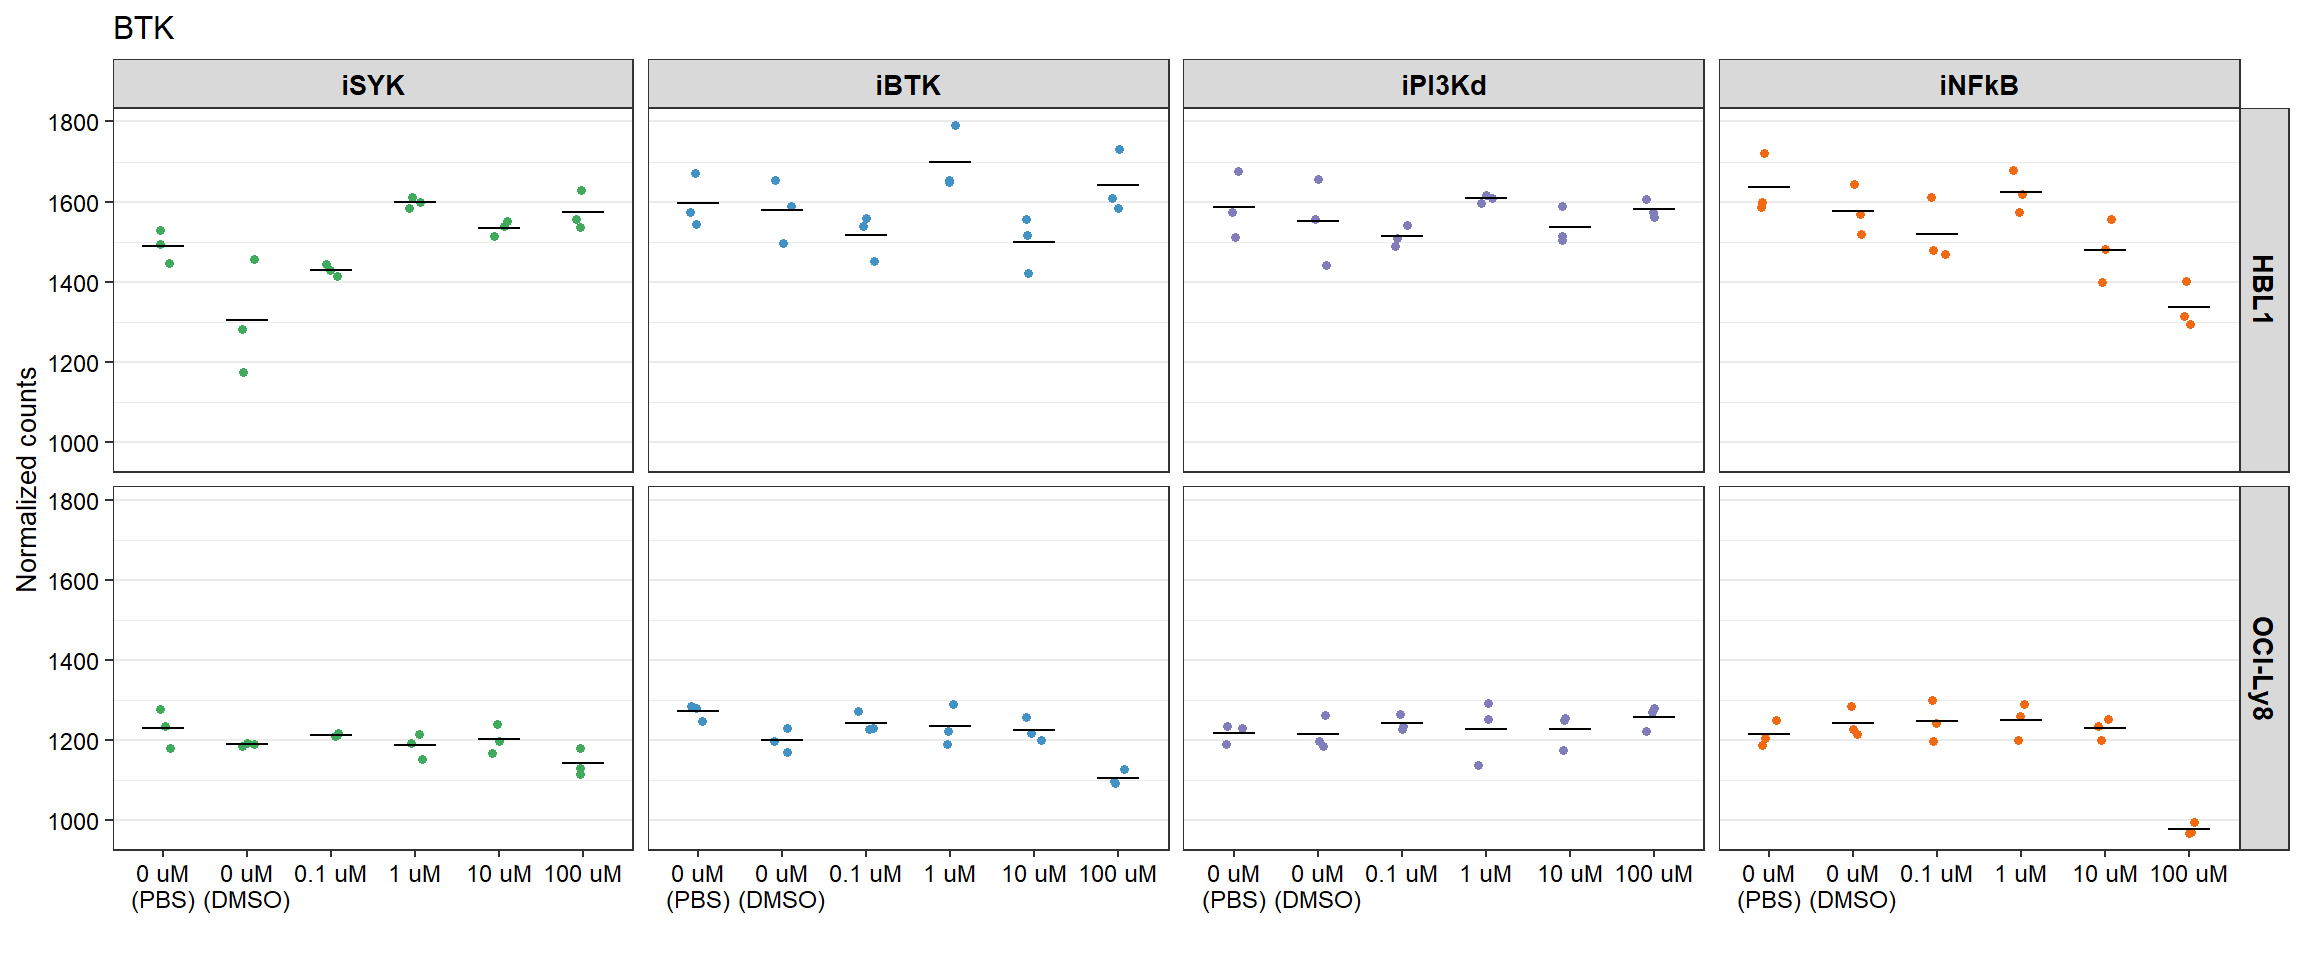 BTK
iSYK
iBTK
iPI3Kd
iNFkB
Normalized counts
1800
1600
1400
1200
1000
HBL1
1800
1600
1400
1200
1000
OCI-Ly8
0 uM (PBS)
0 uM (DMSO)
0.1 uM
1 uM
10 uM
100 uM
0 uM (PBS)
0 uM (DMSO)
0.1 uM
1 uM
10 uM
100 uM
0 uM (PBS)
0 uM (DMSO)
0.1 uM
1 uM
10 uM
100 uM
0 uM (PBS)
0 uM (DMSO)
0.1 uM
1 uM
10 uM
100 uM